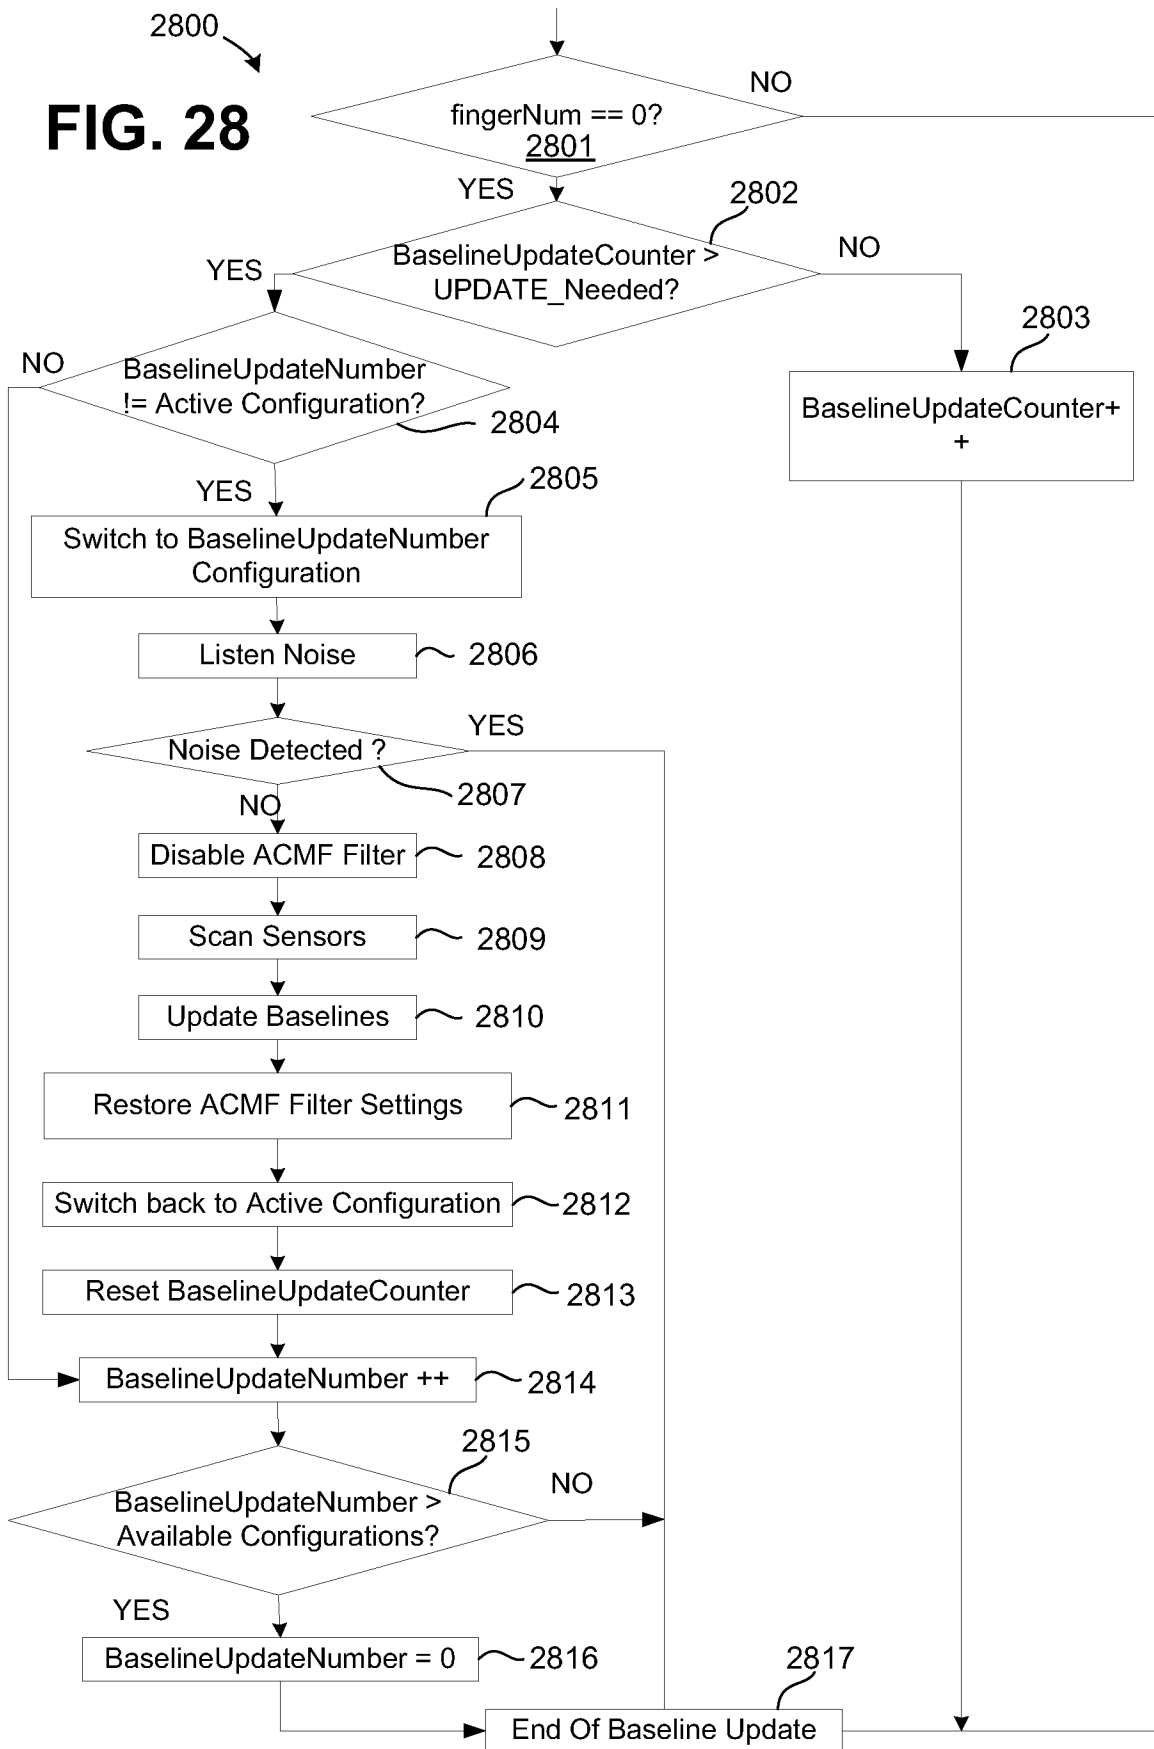 2800
FIG. 28
fingerNum == 0?
2801
NO
YES
2802
BaselineUpdateCounter >
UPDATE_Needed?
YES
NO
2803
BaselineUpdateCounter+
+
NO
BaselineUpdateNumber
!= Active Configuration?
2804
YES
2805
Switch to BaselineUpdateNumber
Configuration
Listen Noise
2806
Noise Detected ?
YES
2807
NO
Disable ACMF Filter
2808
Scan Sensors
2809
Update Baselines
2810
Restore ACMF Filter Settings
2811
Switch back to Active Configuration
2812
Reset BaselineUpdateCounter
2813
BaselineUpdateNumber ++
2814
2815
BaselineUpdateNumber >
Available Configurations?
NO
YES
BaselineUpdateNumber = 0
2816
2817
End Of Baseline Update